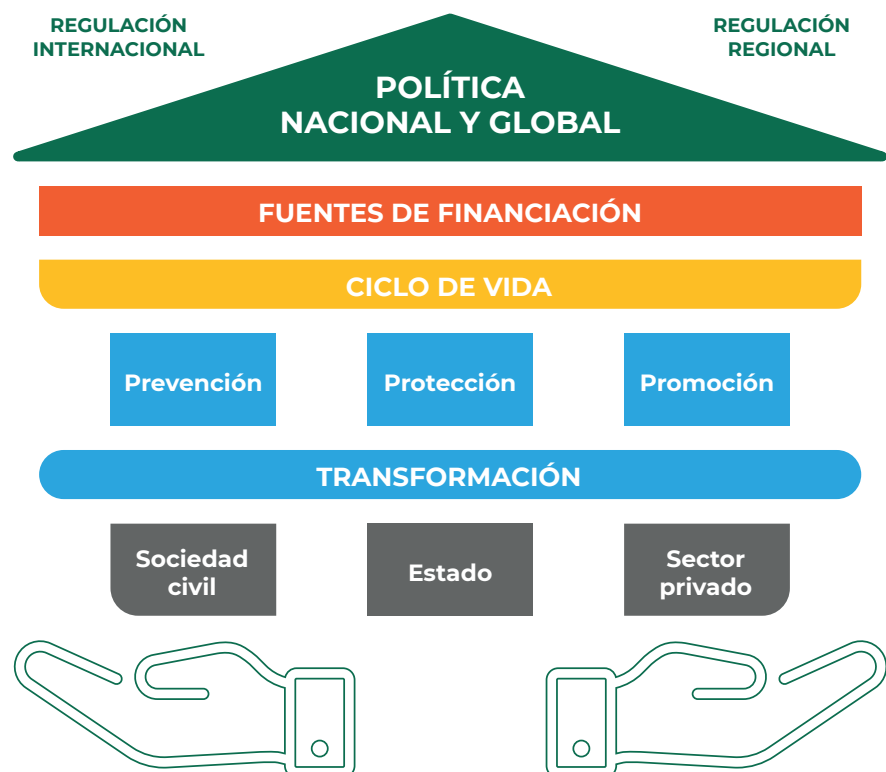 REGULACIÓN
INTERNACIONAL
REGULACIÓN
REGIONAL
POLÍTICA
NACIONAL Y GLOBAL
FUENTES DE FINANCIACIÓN
CICLO DE VIDA
Prevención
Protección
Promoción
TRANSFORMACIÓN
Sociedad
civil
Estado
Sector
privado